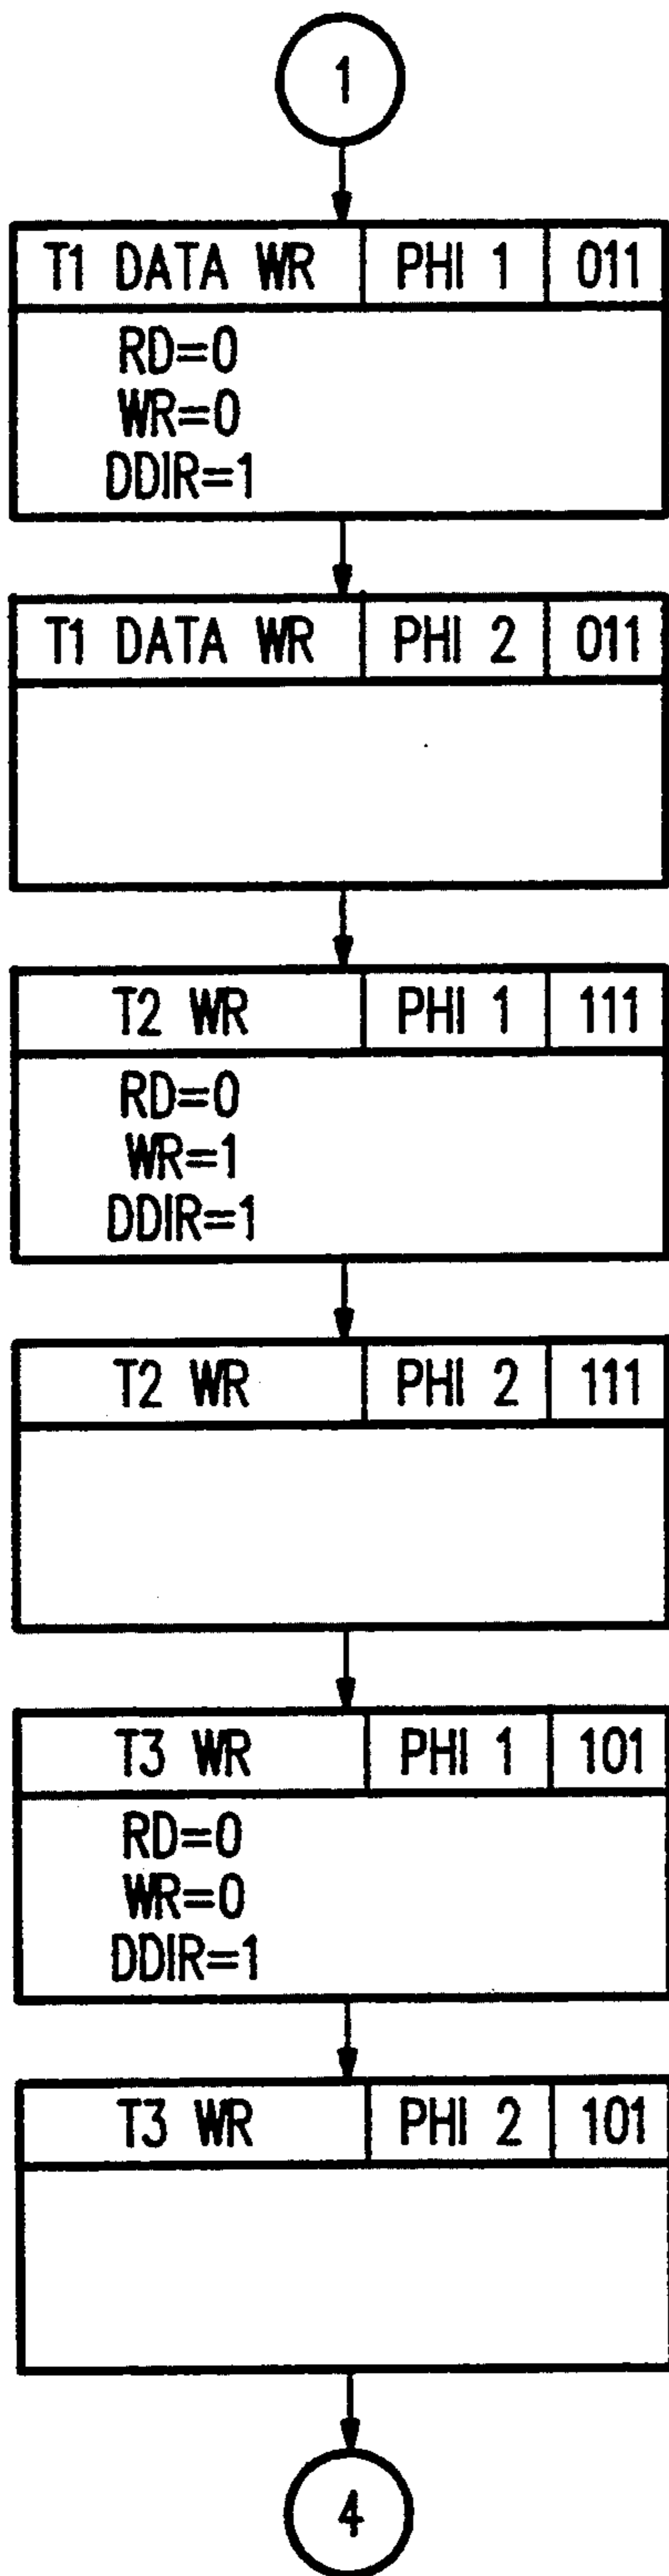 1
T1 DATA WR PHI 1 011
RD=0
WR=0
DDIR=1
T1 DATA WR PHI 2 011
T2 WR PHI 1 111
RD=0
WR=1
DDIR=1
T2 WR PHI 2 111
T3 WR PHI 1 101
RD=0
WR=0
DDIR=1
T3 WR PHI 2 101
4